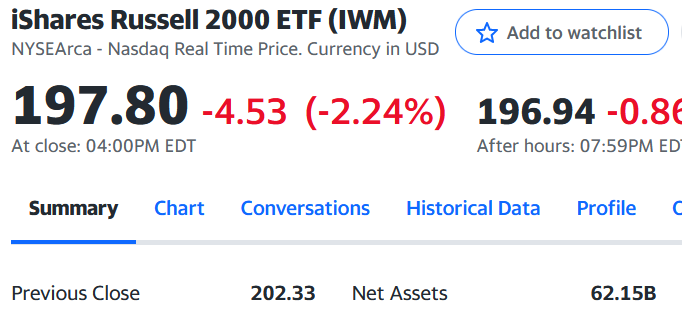 iShares Russell 2000 ETF (IWM)
Add to watchlist
NYSEArca - Nasdaq Real Time Price. Currency in USD
197.80 -4.53 (-2.24%) 196.94 -0.86
At close: 04:00PM EDT After hours: 07:59PM EDT
Summary Chart Conversations Historical Data Profile
Previous Close 202.33 Net Assets 62.15B